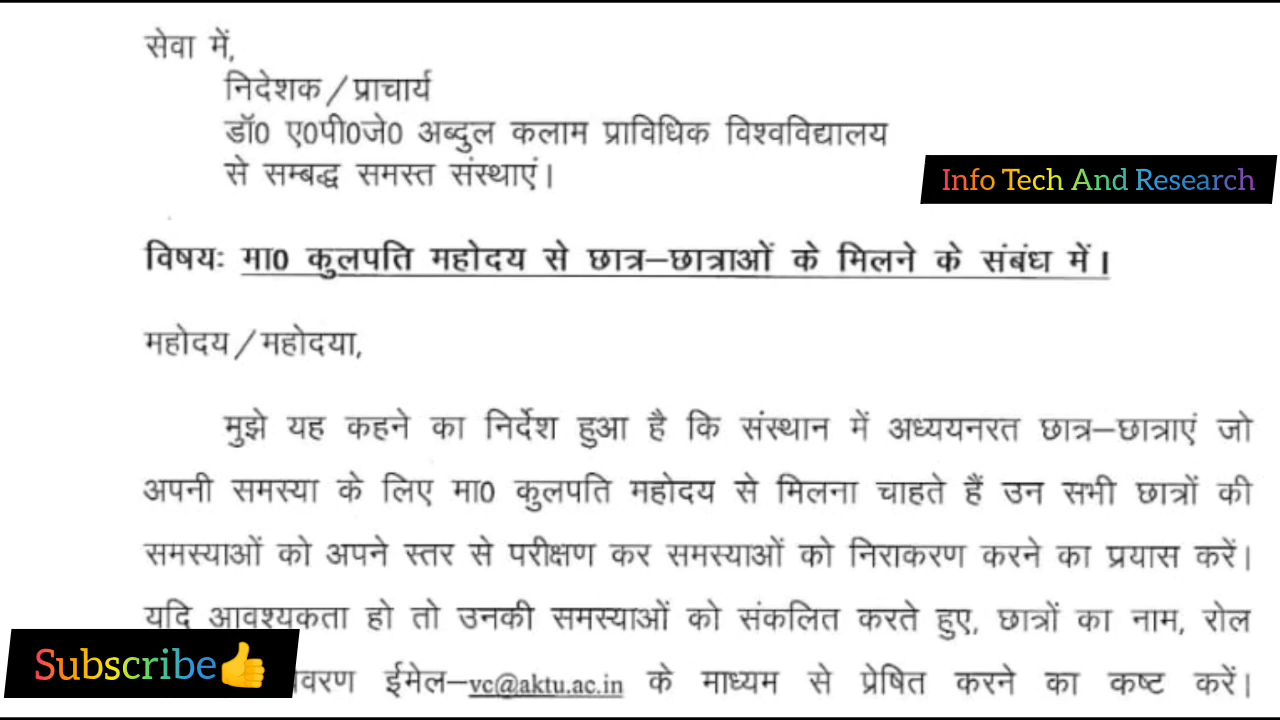 सेवा में,
निदेशक/प्राचार्य
डॉ0 ए0पी0जे0 अब्दुल कलाम प्राविधिक विश्वविद्यालय
से सम्बद्ध समस्त संस्थाएं।
Info Tech And Research
विषयः मा0 कुलपति महोदय से छात्र–छात्राओं के मिलने के संबंध में।
महोदय/महोदया,
मुझे यह कहने का निर्देश हुआ है कि संस्थान में अध्ययनरत छात्र–छात्राएं जो
अपनी समस्या के लिए मा0 कुलपति महोदय से मिलना चाहते हैं उन सभी छात्रों की
समस्याओं को अपने स्तर से परीक्षण कर समस्याओं को निराकरण करने का प्रयास करें।
यदि आवश्यकता हो तो उनकी समस्याओं को संकलित करते हुए, छात्रों का नाम, रोल
Subscribe👍
ईमेल–vc@aktu.ac.in के माध्यम से प्रेषित करने का कष्ट करें।